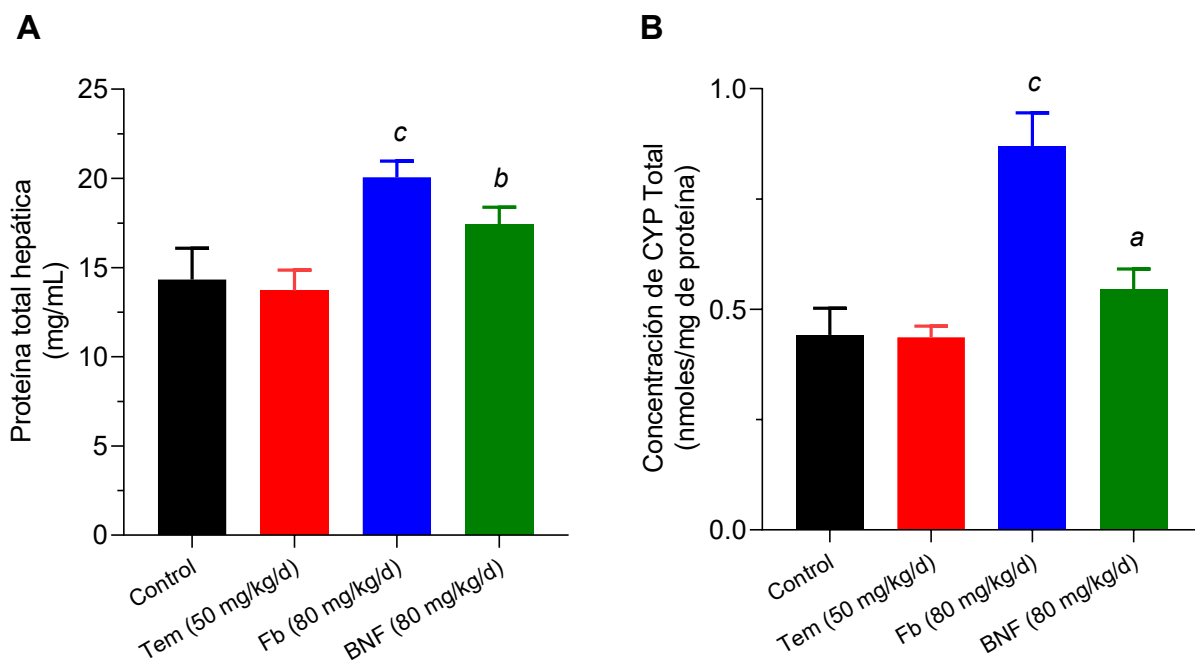 A
Proteína total hepática
(mg/mL)
25
20
15
10
5
0
c
b
Control
Tem (50 mg/kg/d)
Fb (80 mg/kg/d)
BNF (80 mg/kg/d)
B
Concentración de CYP Total
(nmoles/mg de proteína)
1.0
0.5
0.0
c
a
Control
Tem (50 mg/kg/d)
Fb (80 mg/kg/d)
BNF (80 mg/kg/d)